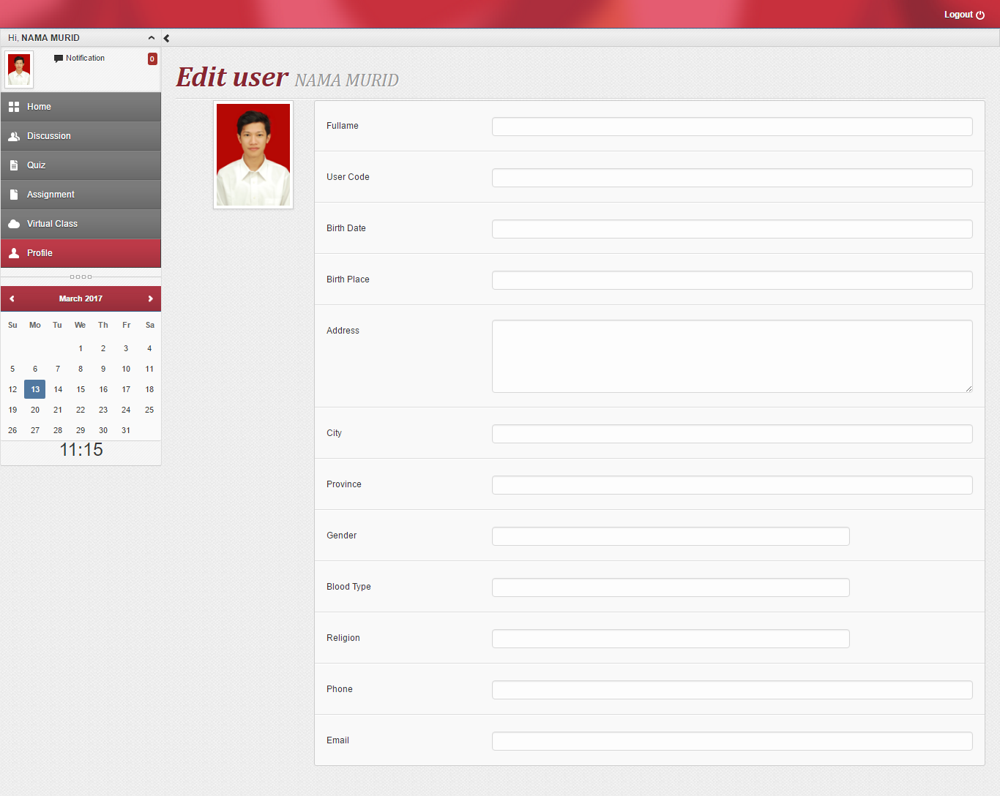 Logout
Hi, NAMA MURID
Notification 0
Home
Discussion
Quiz
Assignment
Virtual Class
Profile
March 2017
Su Mo Tu We Th Fr Sa
1 2 3 4
5 6 7 8 9 10 11
12 13 14 15 16 17 18
19 20 21 22 23 24 25
26 27 28 29 30 31
11:15
Edit user NAMA MURID
Fullame
User Code
Birth Date
Birth Place
Address
City
Province
Gender
Blood Type
Religion
Phone
Email